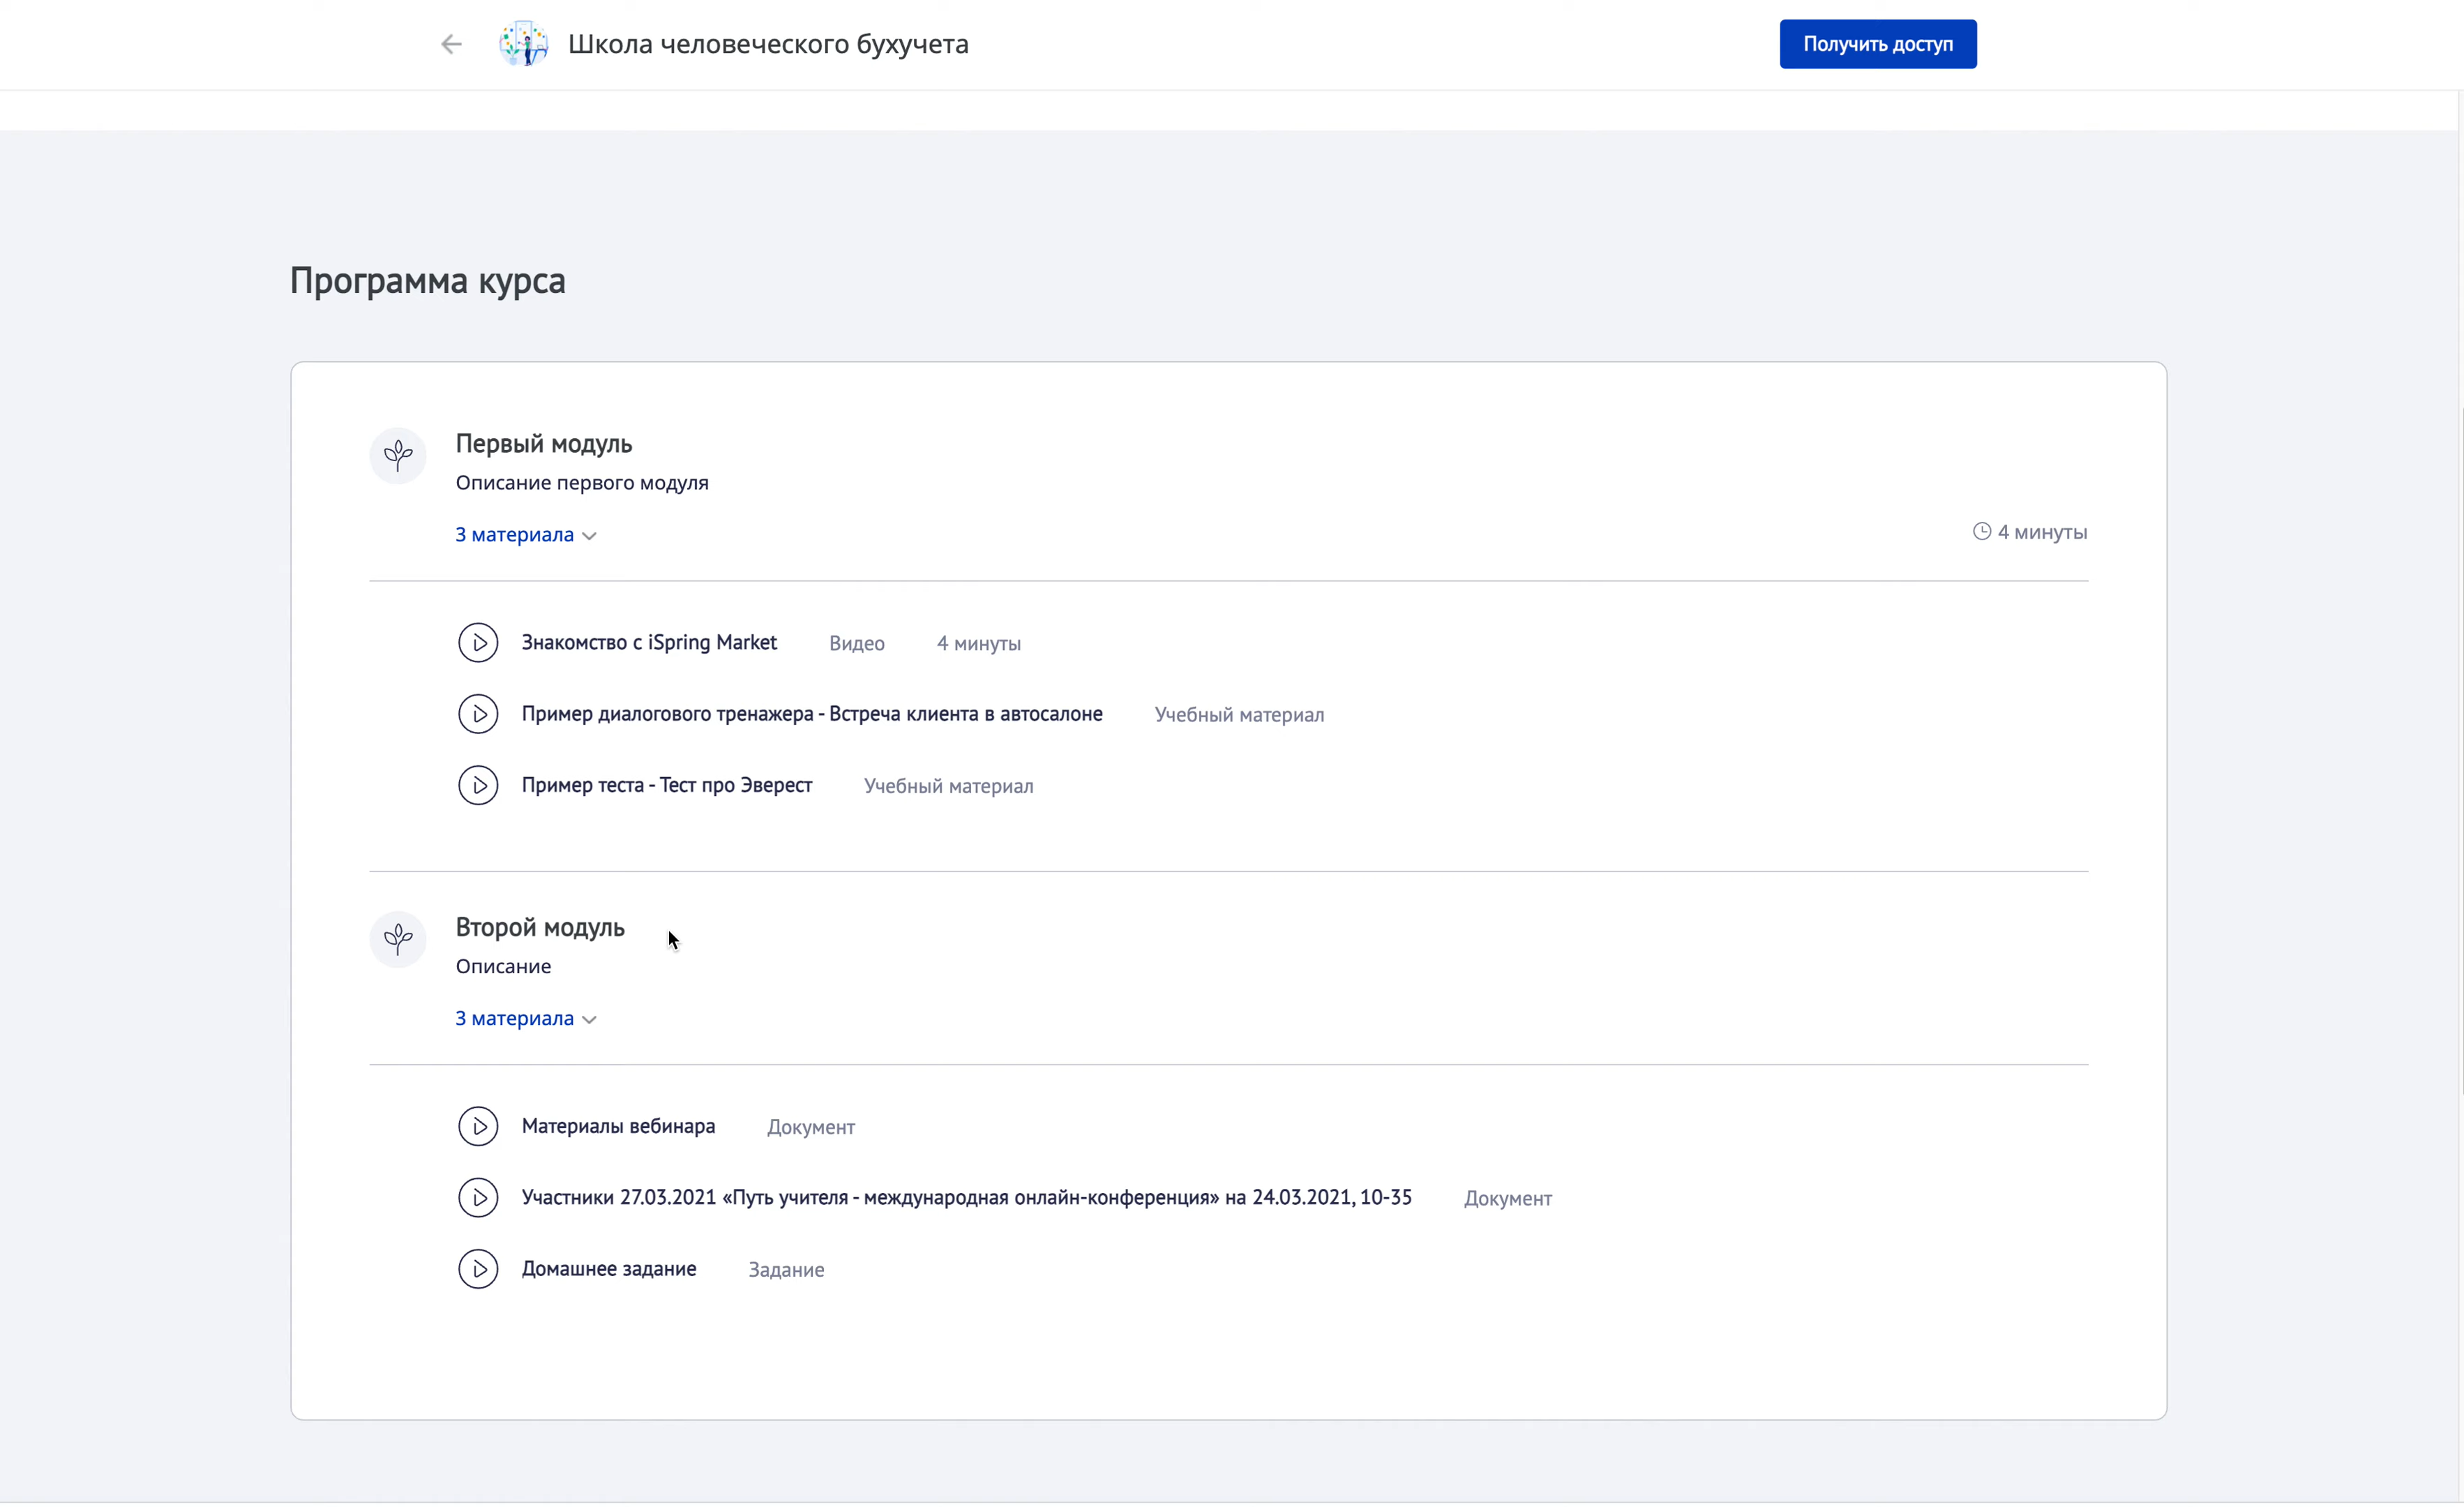 Школа человеческого бухучета
Получить доступ
Программа курса
Первый модуль
Описание первого модуля
3 материала
4 минуты
Знакомство с iSpring Market Видео 4 минуты
Пример диалогового тренажера - Встреча клиента в автосалоне Учебный материал
Пример теста - Тест про Эверест Учебный материал
Второй модуль
Описание
3 материала
Материалы вебинара Документ
Участники 27.03.2021 «Путь учителя - международная онлайн-конференция» на 24.03.2021, 10-35 Документ
Домашнее задание Задание